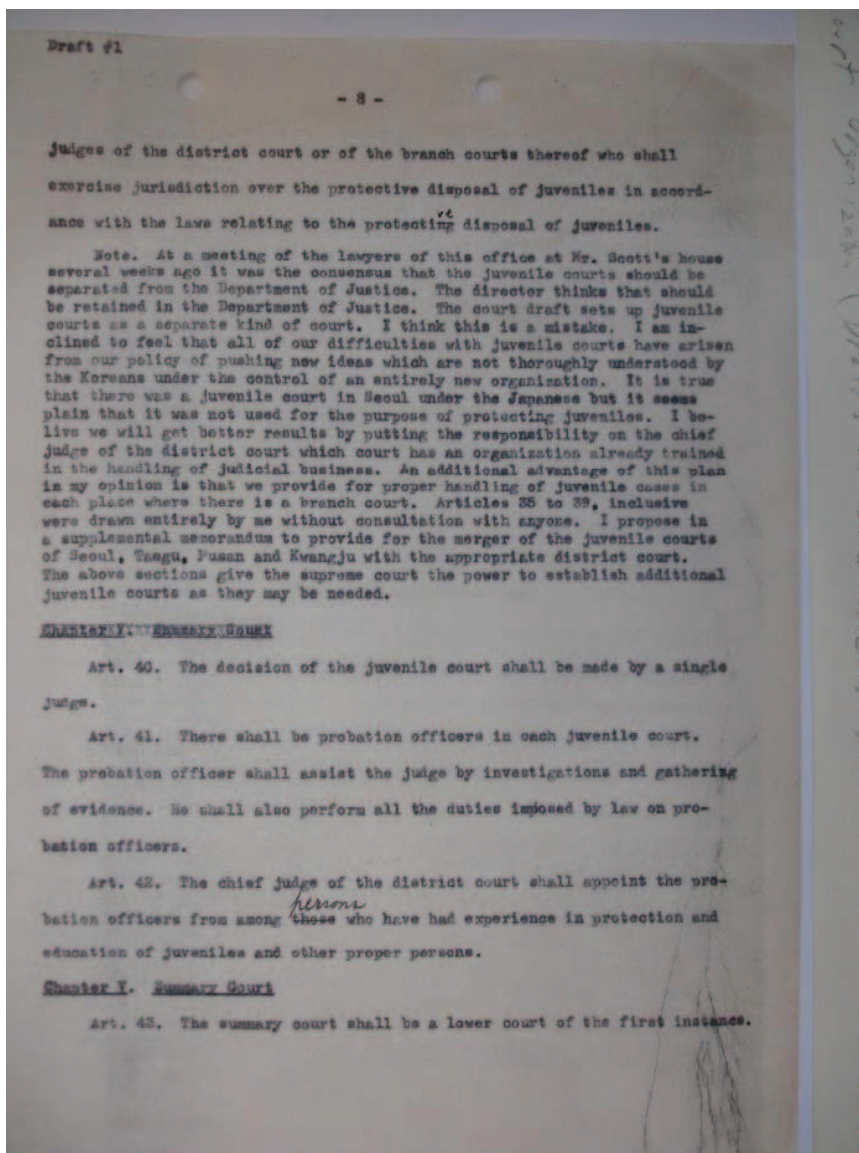 Draft #1
- 8 -
judges of the district court or of the branch courts thereof who shall
exercise jurisdiction over the protective disposal of juveniles in accord-
ance with the laws relating to the protective disposal of juveniles.
Note. At a meeting of the lawyers of this office at Mr. Scott's house
several weeks ago it was the consensus that the juvenile courts should be
separated from the Department of Justice. The director thinks that should
be retained in the Department of Justice. The court draft sets up juvenile
courts as a separate kind of court. I think this is a mistake. I am in-
clined to feel that all of our difficulties with juvenile courts have arisen
from our policy of pushing new ideas which are not thoroughly understood by
the Koreans under the control of an entirely new organization. It is true
that there was a juvenile court in Seoul under the Japanese but it seems
plain that it was not used for the purpose of protecting juveniles. I be-
live we will get better results by putting the responsibility on the chief
judge of the district court which court has an organization already trained
in the handling of judicial business. An additional advantage of this plan
in my opinion is that we provide for proper handling of juvenile cases in
each place where there is a branch court. Articles 35 to 39, inclusive
were drawn entirely by me without consultation with anyone. I propose in
a supplemental memorandum to provide for the merger of the juvenile courts
of Seoul, Taegu, Pusan and Kwangju with the appropriate district court.
The above sections give the supreme court the power to establish additional
juvenile courts as they may be needed.
Chapter V. Summary Court
Art. 40. The decision of the juvenile court shall be made by a single
judge.
Art. 41. There shall be probation officers in each juvenile court.
The probation officer shall assist the judge by investigations and gathering
of evidence. He shall also perform all the duties imposed by law on pro-
bation officers.
Art. 42. The chief judge of the district court shall appoint the pro-
persons
bation officers from among those who have had experience in protection and
education of juveniles and other proper persons.
Chapter V. Summary Court
Art. 43. The summary court shall be a lower court of the first instance.